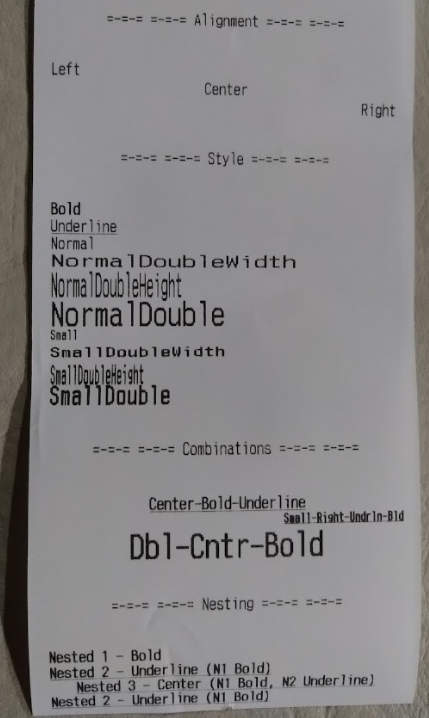 =-=-= =-=-= Alignment =-=-= =-=-=
Left
Center
Right
=-=-= =-=-= Style =-=-= =-=-=
Bold
Underline
Normal
NormalDoubleWidth
NormalDoubleHeight
NormalDouble
Small
SmallDoubleWidth
SmallDoubleHeight
SmallDouble
=-=-= =-=-= Combinations =-=-= =-=-=
Center-Bold-Underline
Small-Right-Undrln-Bld
Dbl-Cntr-Bold
=-=-= =-=-= Nesting =-=-= =-=-=
Nested 1 - Bold
Nested 2 - Underline (N1 Bold)
Nested 3 - Center (N1 Bold, N2 Underline)
Nested 2 - Underline (N1 Bold)